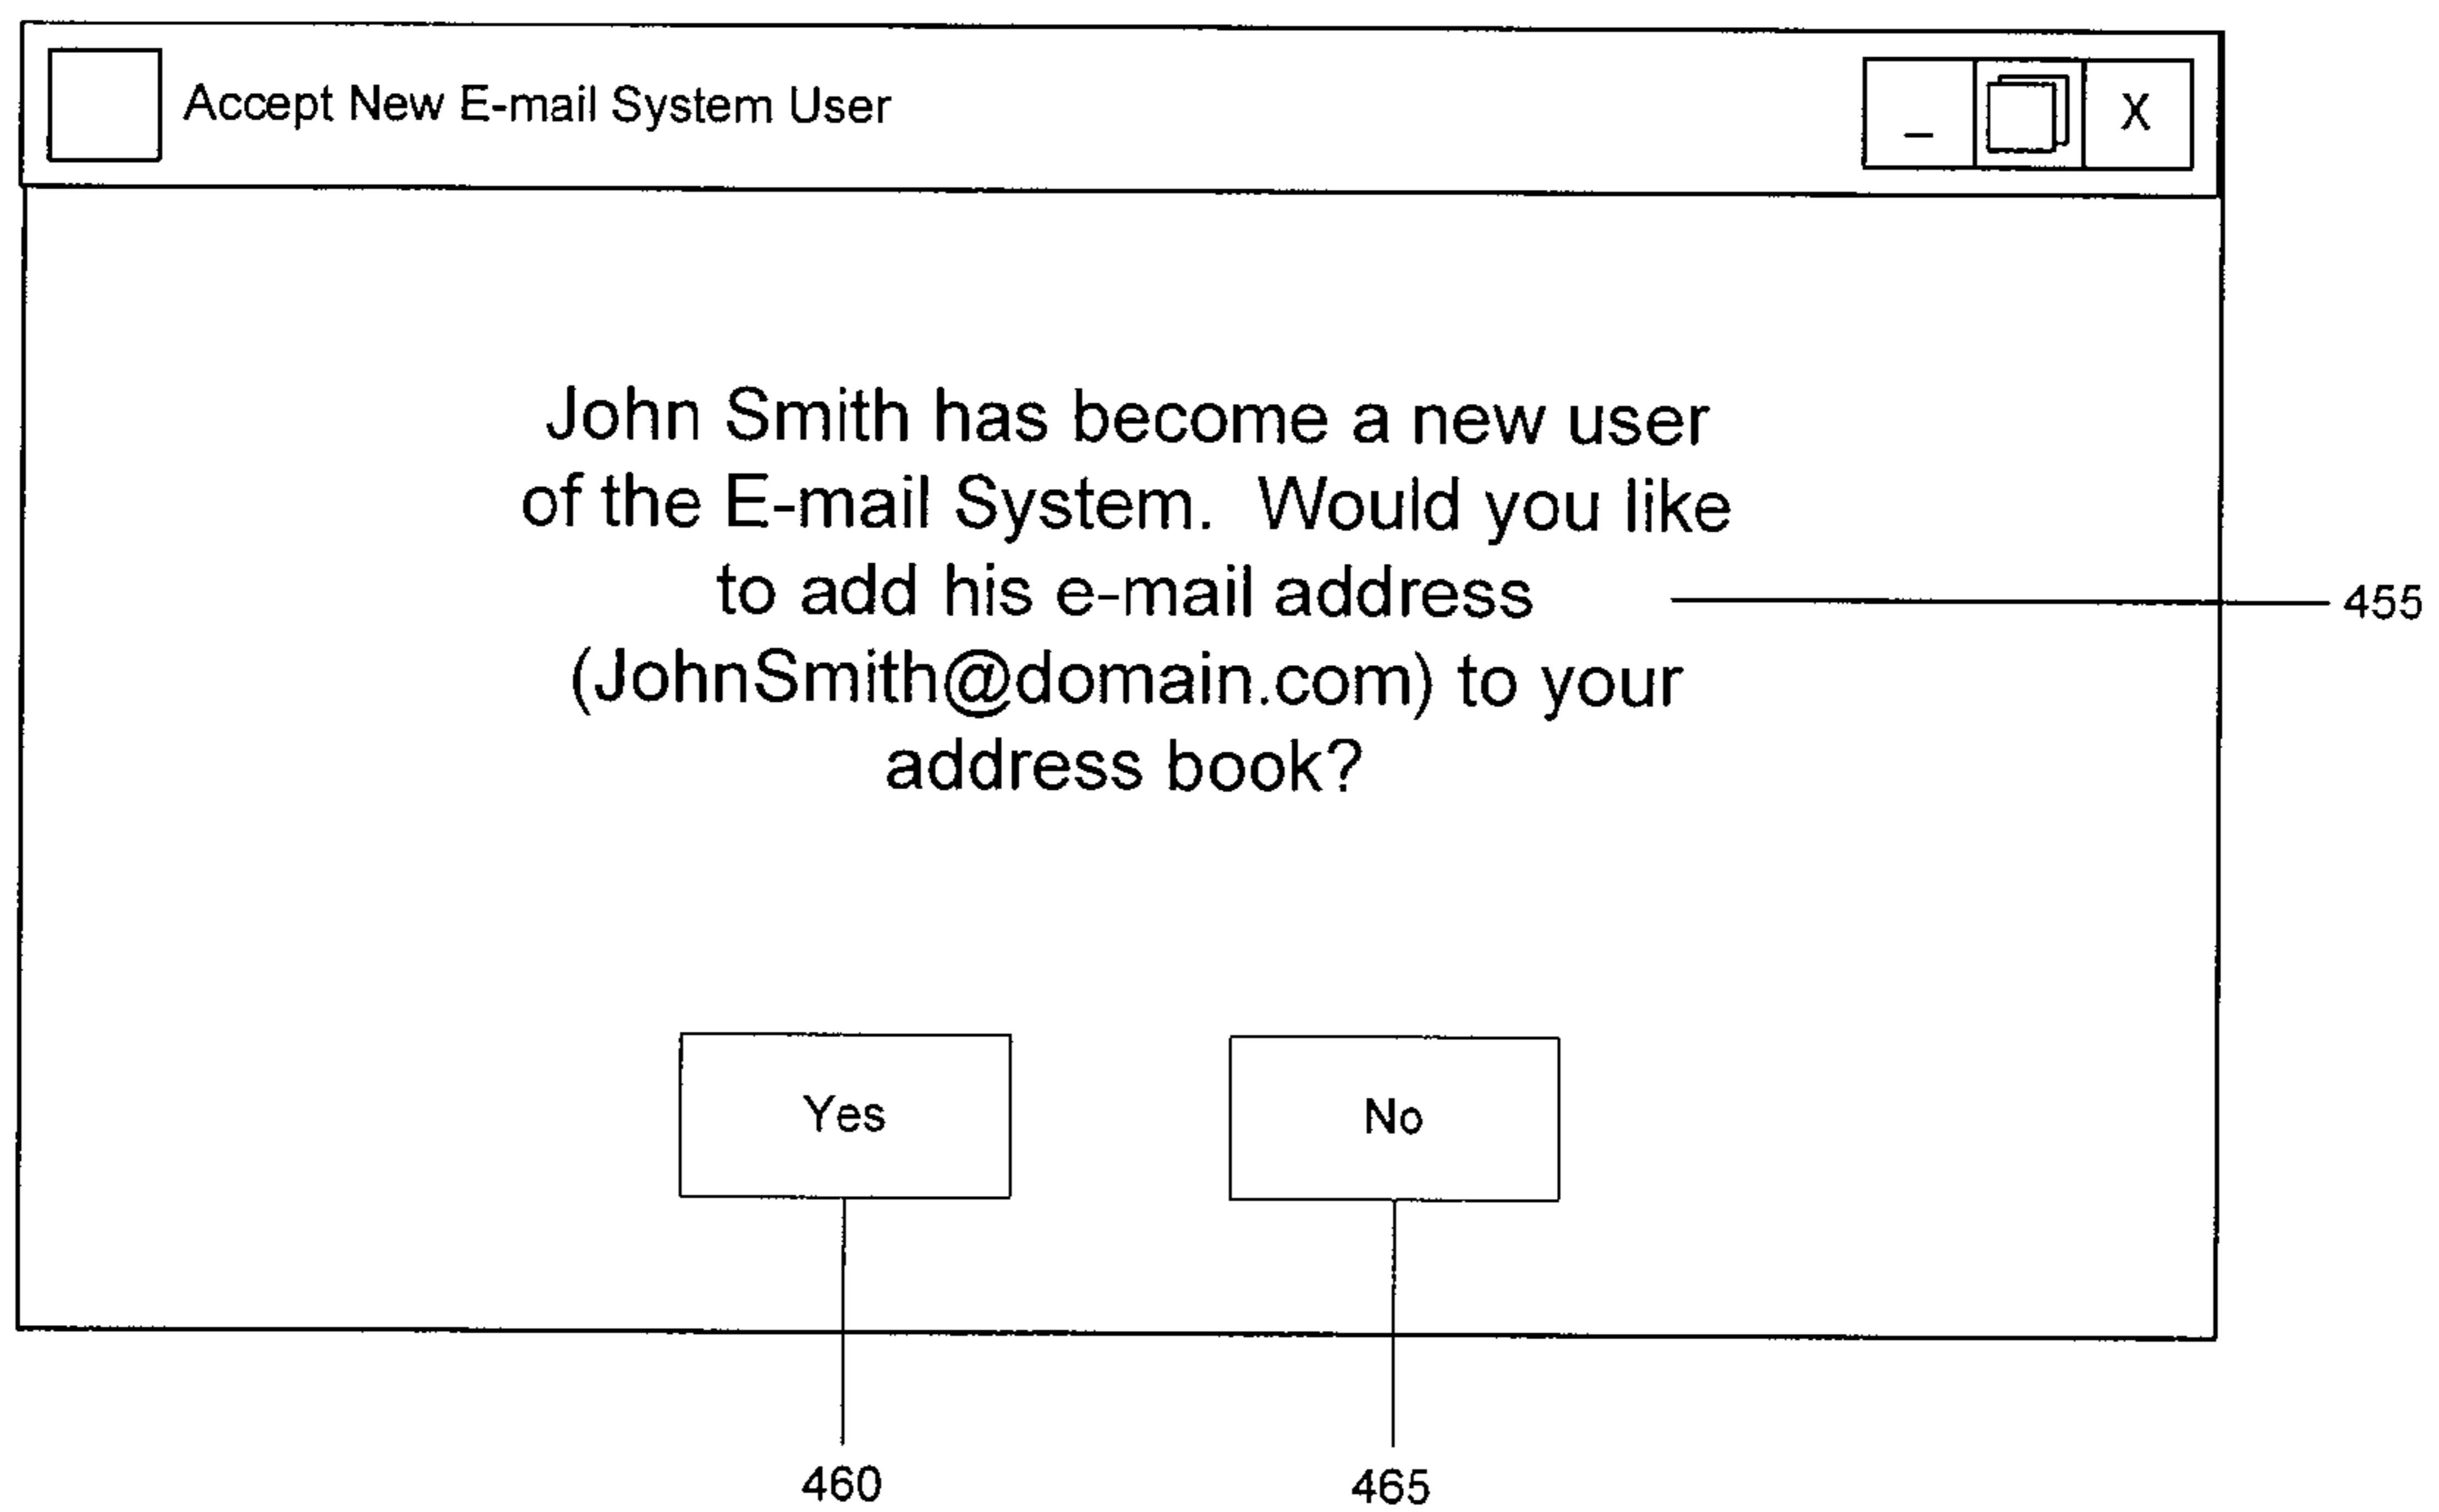 Accept New E-mail System User
_ X
John Smith has become a new user
of the E-mail System.  Would you like
to add his e-mail address
455
(JohnSmith@domain.com) to your
address book?
Yes No
460 465